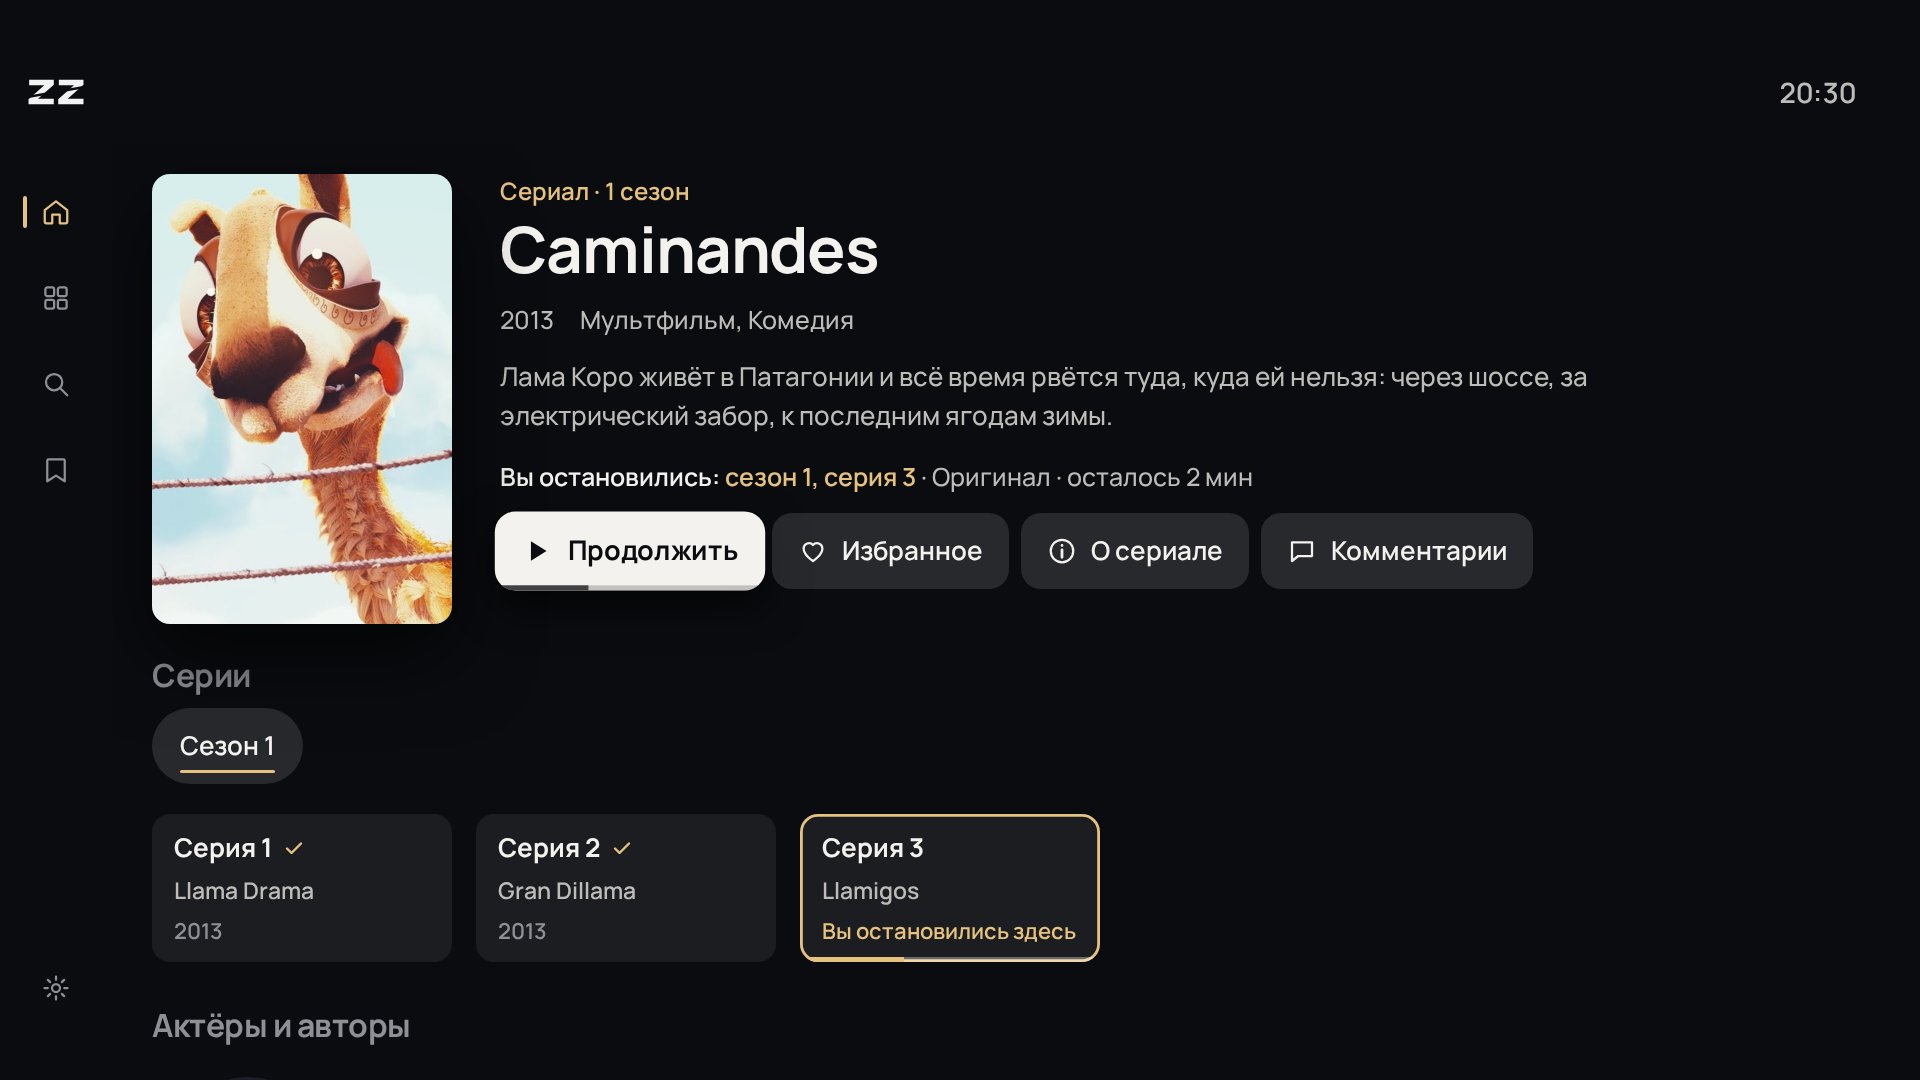 ZZ
20:30
Сериал · 1 сезон
Caminandes
2013 Мультфильм, Комедия
Лама Коро живёт в Патагонии и всё время рвётся туда, куда ей нельзя: через шоссе, за
электрический забор, к последним ягодам зимы.
Вы остановились: сезон 1, серия 3 · Оригинал · осталось 2 мин
Продолжить
Избранное
О сериале
Комментарии
Серии
Сезон 1
Серия 1
Llama Drama
2013
Серия 2
Gran Dillama
2013
Серия 3
Llamigos
Вы остановились здесь
Актёры и авторы